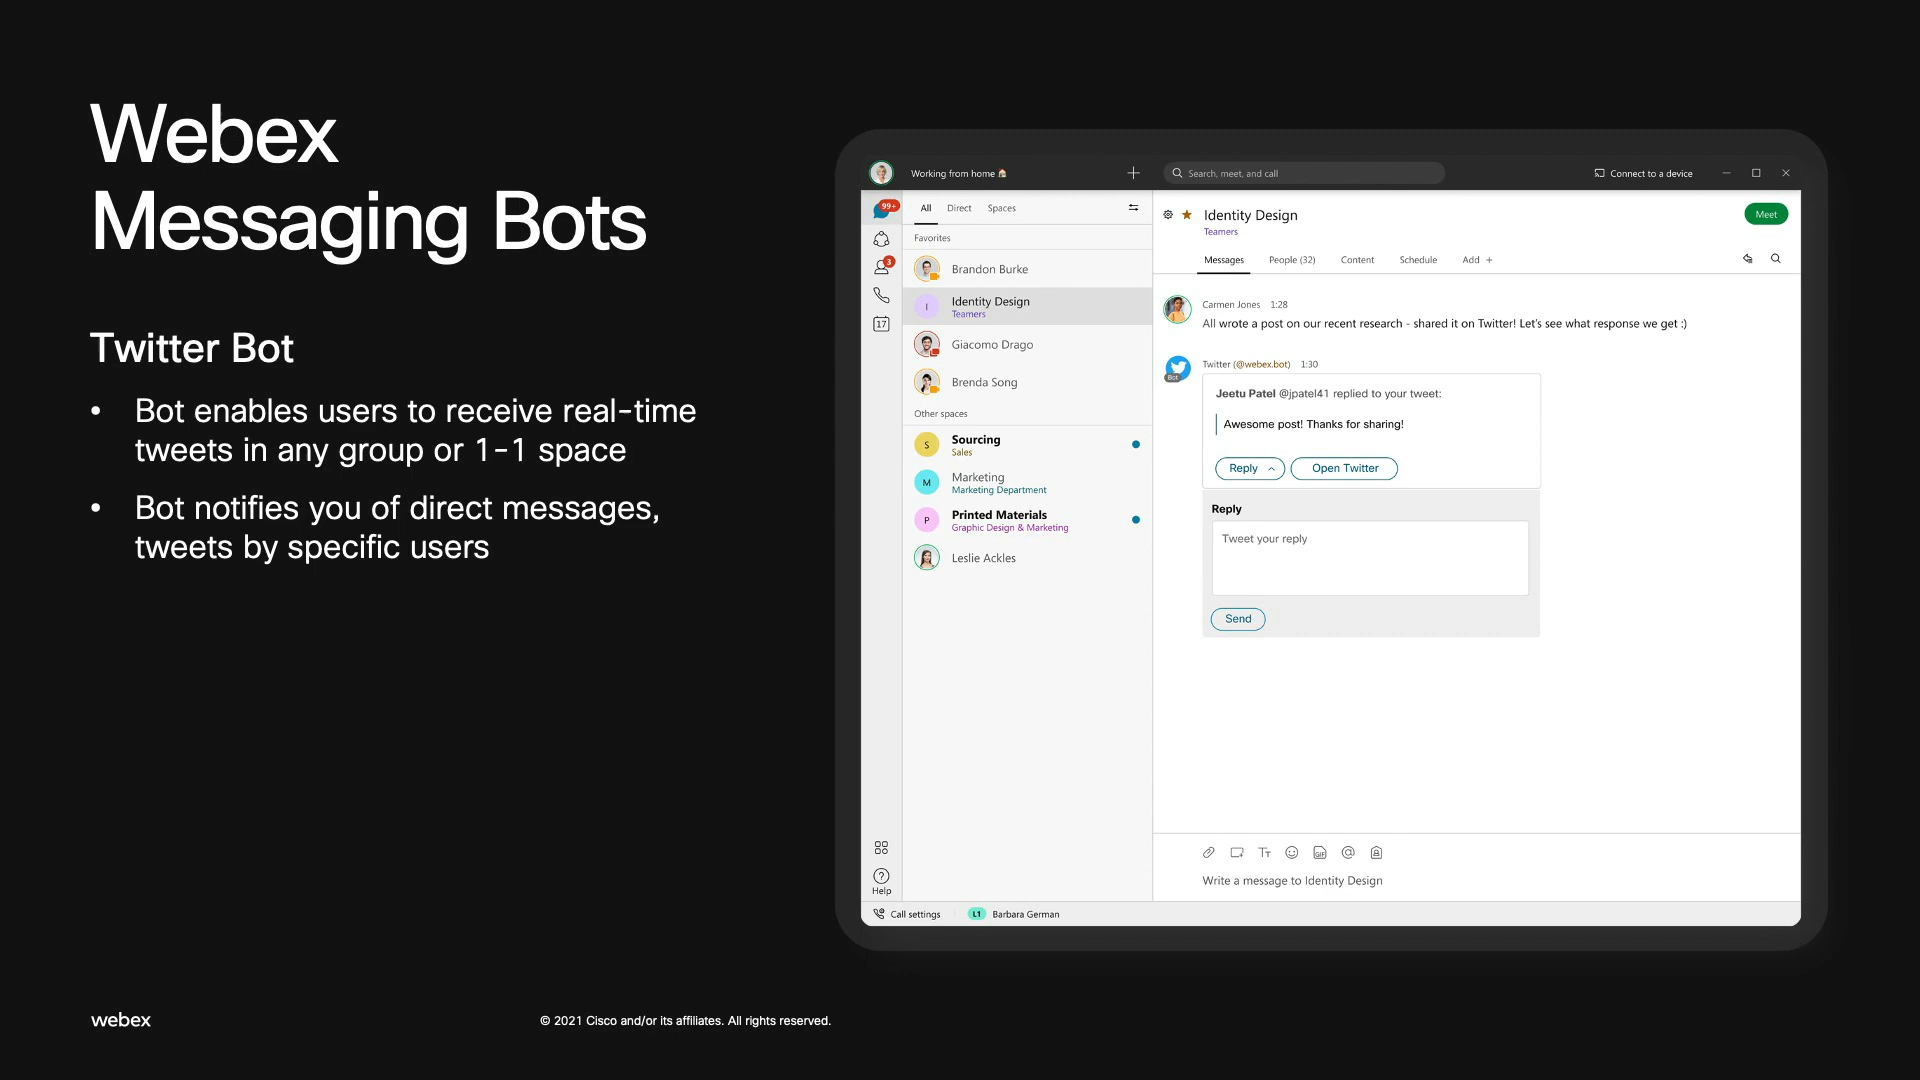 Webex
Messaging Bots
Twitter Bot
• Bot enables users to receive real-time
tweets in any group or 1-1 space
• Bot notifies you of direct messages,
tweets by specific users
webex
© 2021 Cisco and/or its affiliates. All rights reserved.
Working from home
Search, meet, and call
Connect to a device
99+
3
17
Help
All Direct Spaces
Favorites
Brandon Burke
I
Identity Design
Teamers
Giacomo Drago
Brenda Song
Other spaces
S
Sourcing
Sales
M
Marketing
Marketing Department
P
Printed Materials
Graphic Design & Marketing
Leslie Ackles
Identity Design
Teamers
Meet
Messages People (32) Content Schedule Add +
Carmen Jones 1:28
All wrote a post on our recent research - shared it on Twitter! Let's see what response we get :)
Bot
Twitter (@webex.bot) 1:30
Jeetu Patel @jpatel41 replied to your tweet:
Awesome post! Thanks for sharing!
Reply Open Twitter
Reply
Tweet your reply
Send
GIF
Write a message to Identity Design
Call settings L1 Barbara German